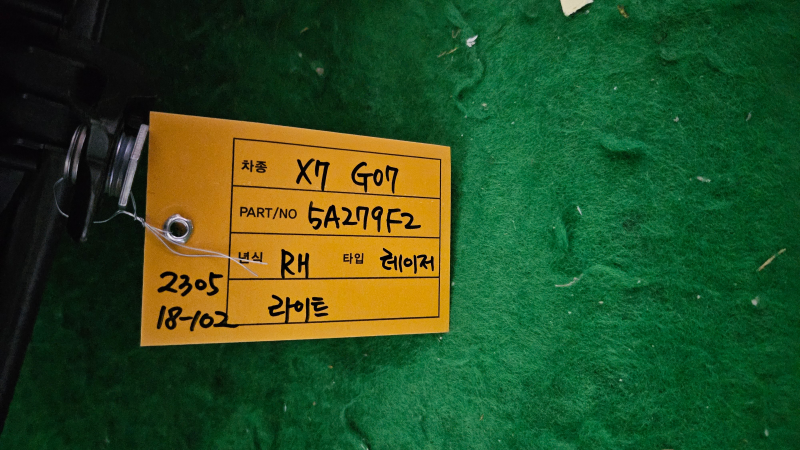 차종 X7 G07
PART/NO 5A279F2
년식 RH 타입 레이저
라이트
2305
18-102